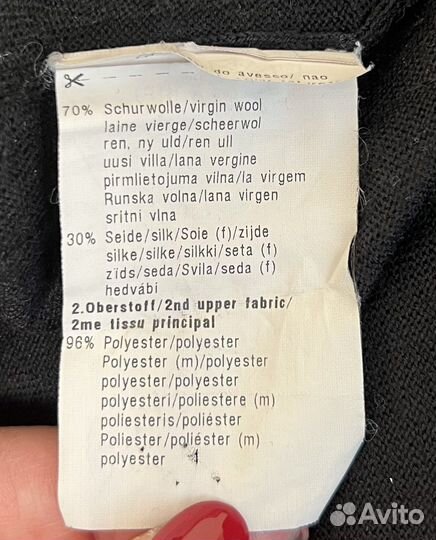 do avesso/ não
70% Schurwolle/virgin wool
laine vierge/scheerwol
ren, ny uld/ren ull
uusi villa/lana vergine
pirmlietojuma vilna/la virgem
Runska volna/lana virgen
sritni vlna
30% Seide/silk/Soie (f)/zijde
silke/silke/silkki/seta (f)
zīds/seda/Svila/seda (f)
hedvábí
2.Oberstoff/2nd upper fabric/
2me tissu principal
96% Polyester/polyester
Polyester (m)/polyester
polyester/polyester
polyesteri/poliestere (m)
poliesteris/poliéster
Poliester/poliéster (m)
polyester
Avito